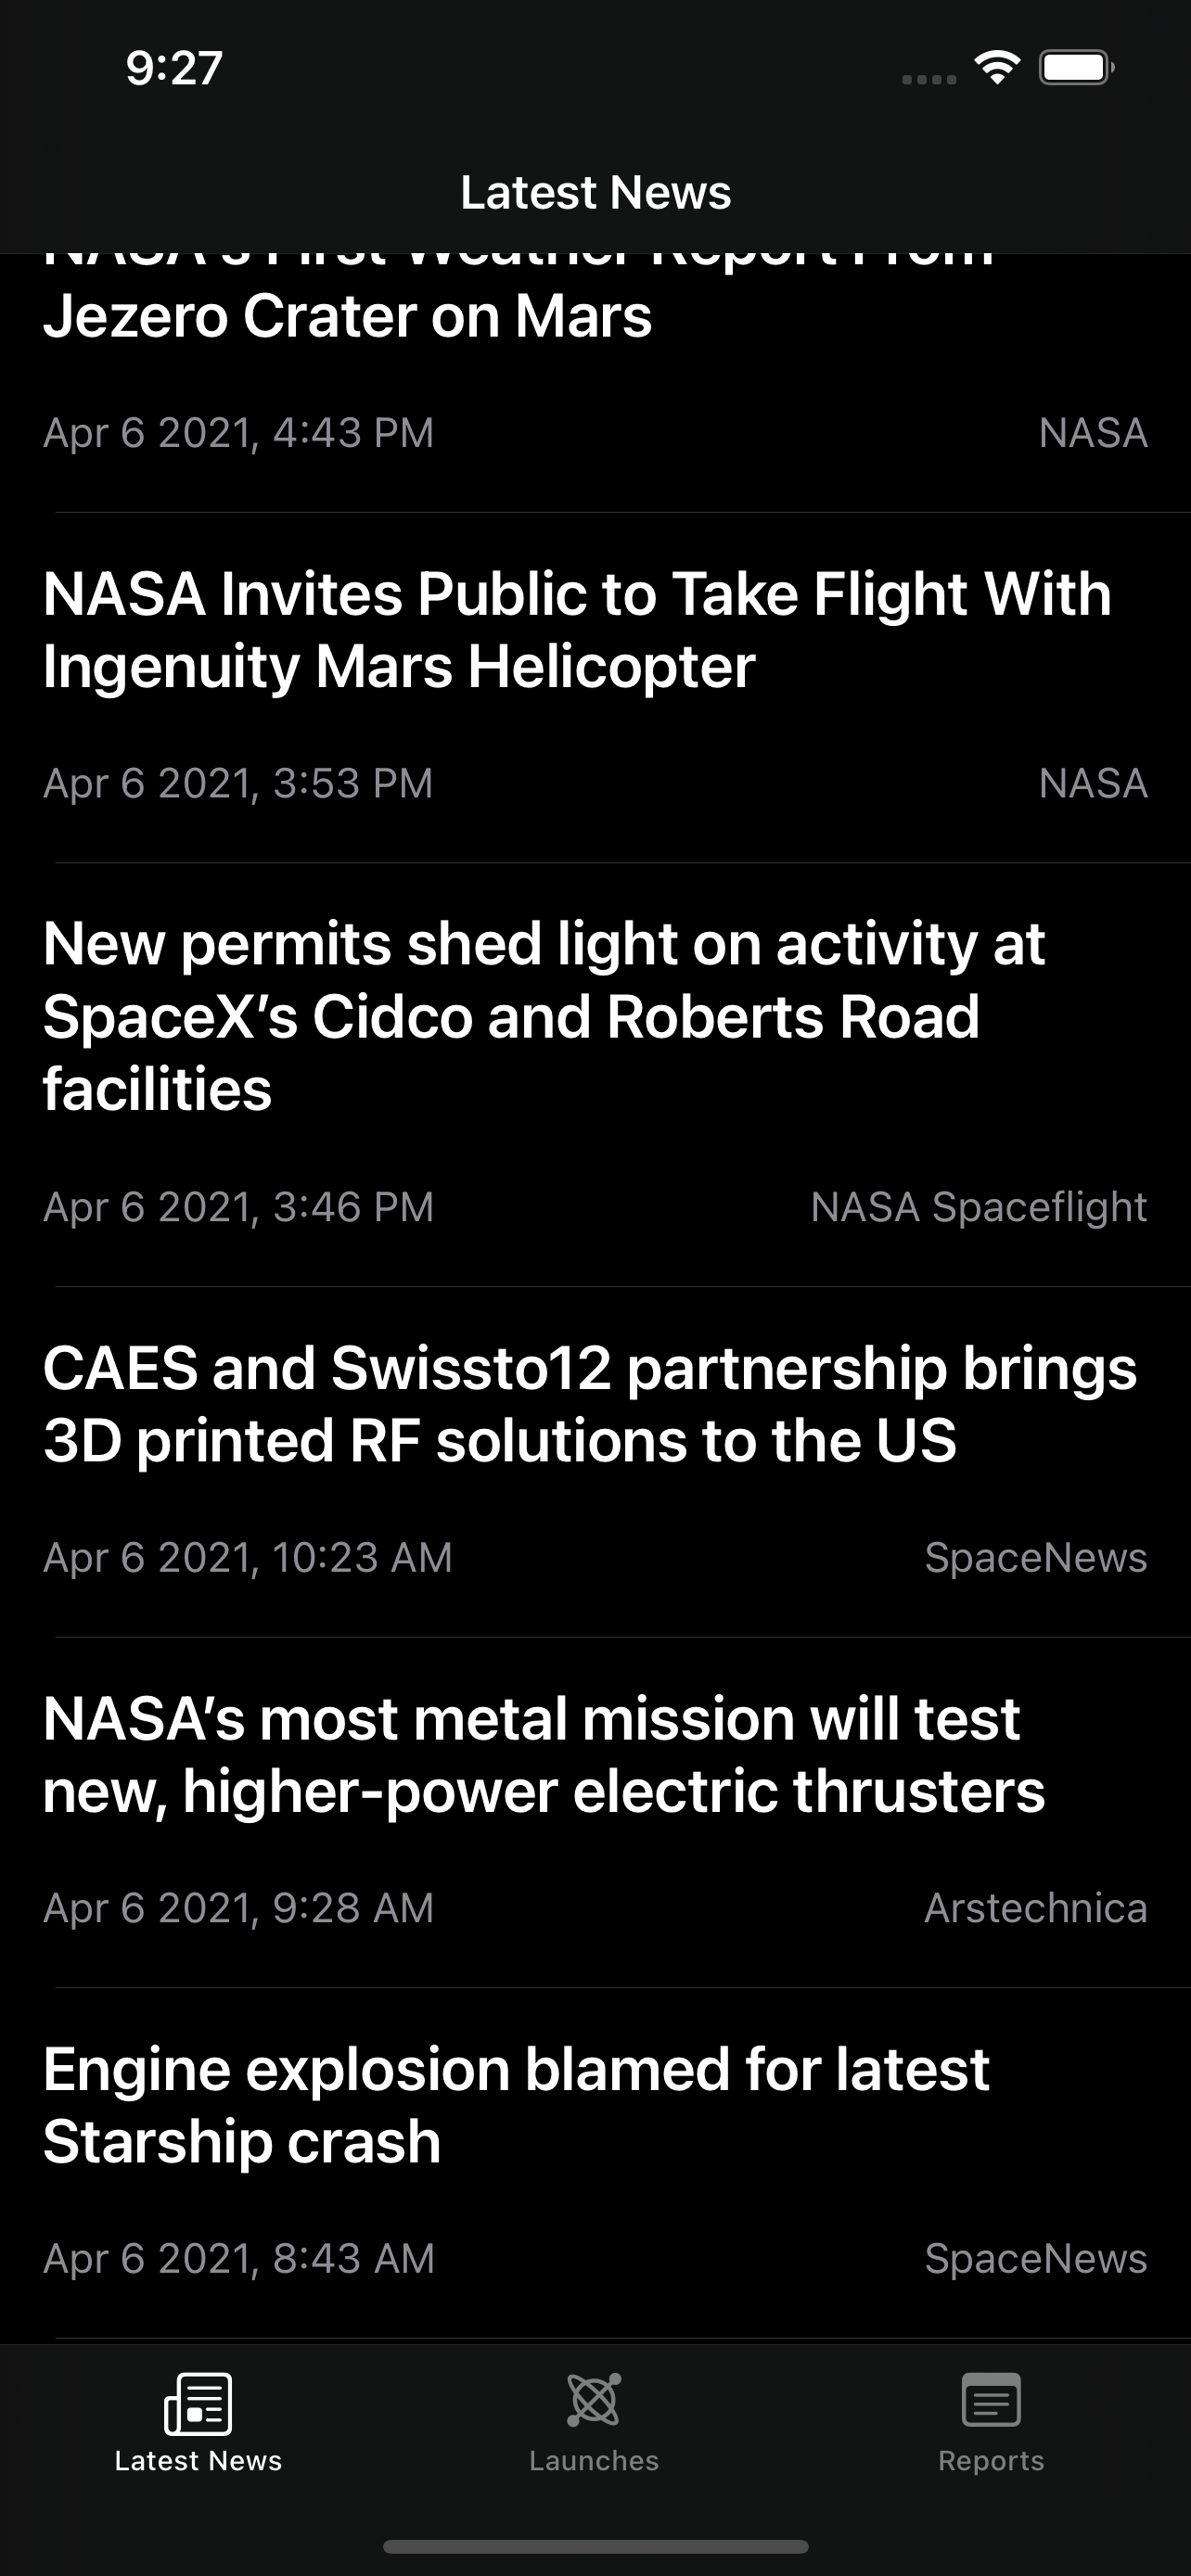 9:27
Latest News
NASA's First Weather Report From
Jezero Crater on Mars
Apr 6 2021, 4:43 PM NASA
NASA Invites Public to Take Flight With
Ingenuity Mars Helicopter
Apr 6 2021, 3:53 PM NASA
New permits shed light on activity at
SpaceX’s Cidco and Roberts Road
facilities
Apr 6 2021, 3:46 PM NASA Spaceflight
CAES and Swissto12 partnership brings
3D printed RF solutions to the US
Apr 6 2021, 10:23 AM SpaceNews
NASA’s most metal mission will test
new, higher-power electric thrusters
Apr 6 2021, 9:28 AM Arstechnica
Engine explosion blamed for latest
Starship crash
Apr 6 2021, 8:43 AM SpaceNews
Latest News Launches Reports